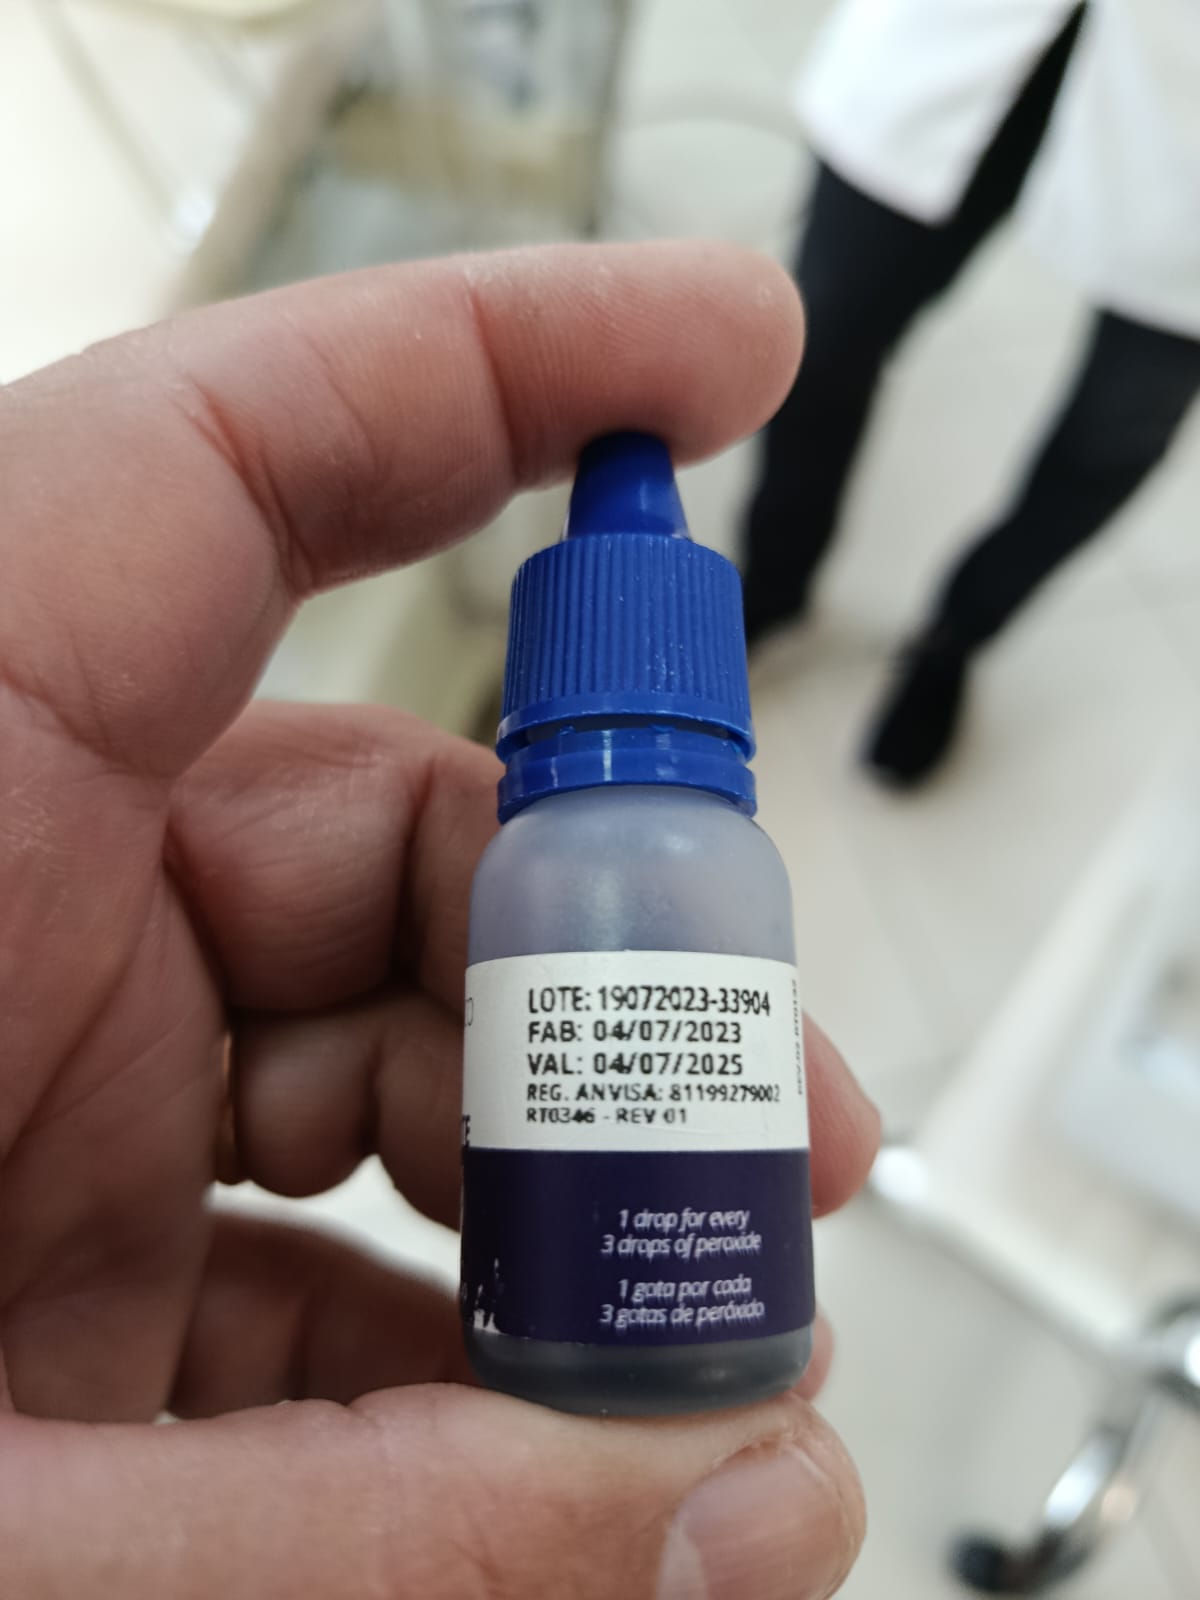 LOTE: 19072023-33904
FAB: 04/07/2023
VAL: 04/07/2025
REG. ANVISA: 81199279002
RT0346 - REV 01
1 drop for every
3 drops of peroxide
1 gota por cada
3 gotas de peróxido